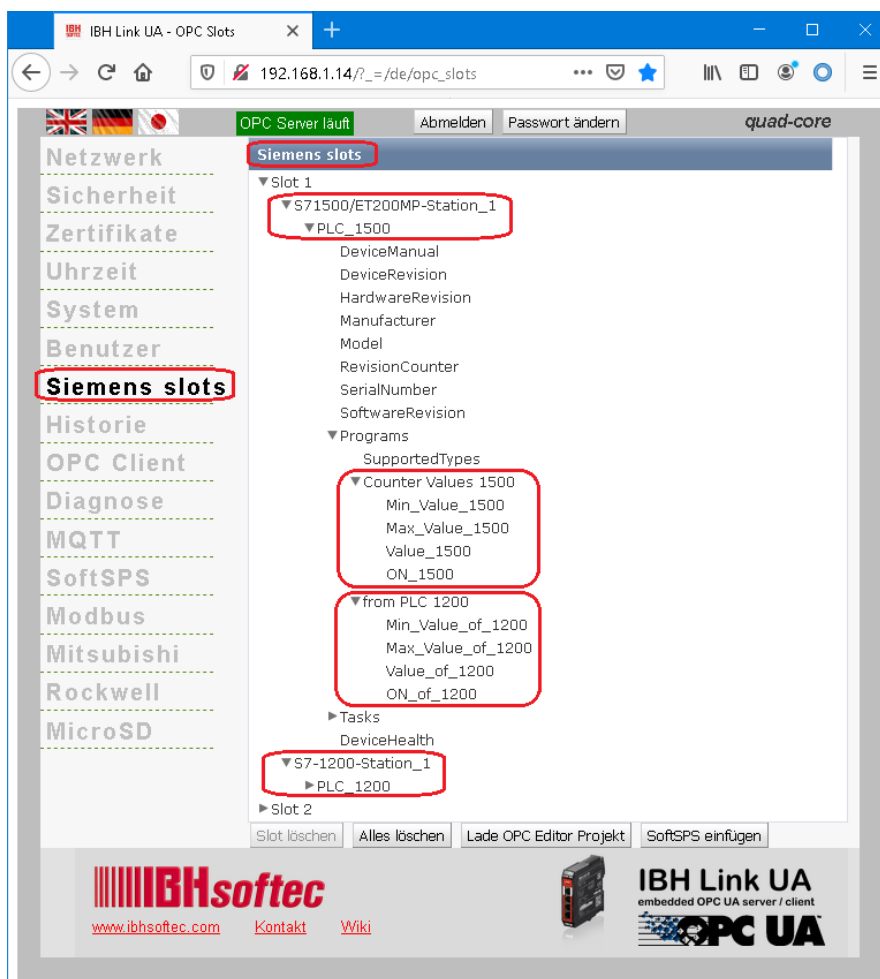 IBH Link UA - OPC Slots
192.168.1.14/?_=/de/opc_slots
OPC Server läuft Abmelden Passwort ändern quad-core
Netzwerk
Sicherheit
Zertifikate
Uhrzeit
System
Benutzer
Siemens slots
Historie
OPC Client
Diagnose
MQTT
SoftSPS
Modbus
Mitsubishi
Rockwell
MicroSD
Siemens slots
Slot 1
S71500/ET200MP-Station_1
PLC_1500
DeviceManual
DeviceRevision
HardwareRevision
Manufacturer
Model
RevisionCounter
SerialNumber
SoftwareRevision
Programs
SupportedTypes
Counter Values 1500
Min_Value_1500
Max_Value_1500
Value_1500
ON_1500
from PLC 1200
Min_Value_of_1200
Max_Value_of_1200
Value_of_1200
ON_of_1200
Tasks
DeviceHealth
S7-1200-Station_1
PLC_1200
Slot 2
Slot löschen Alles löschen Lade OPC Editor Projekt SoftSPS einfügen
IBHsoftec
www.ibhsoftec.com Kontakt Wiki
IBH Link UA
embedded OPC UA server / client
OPC UA